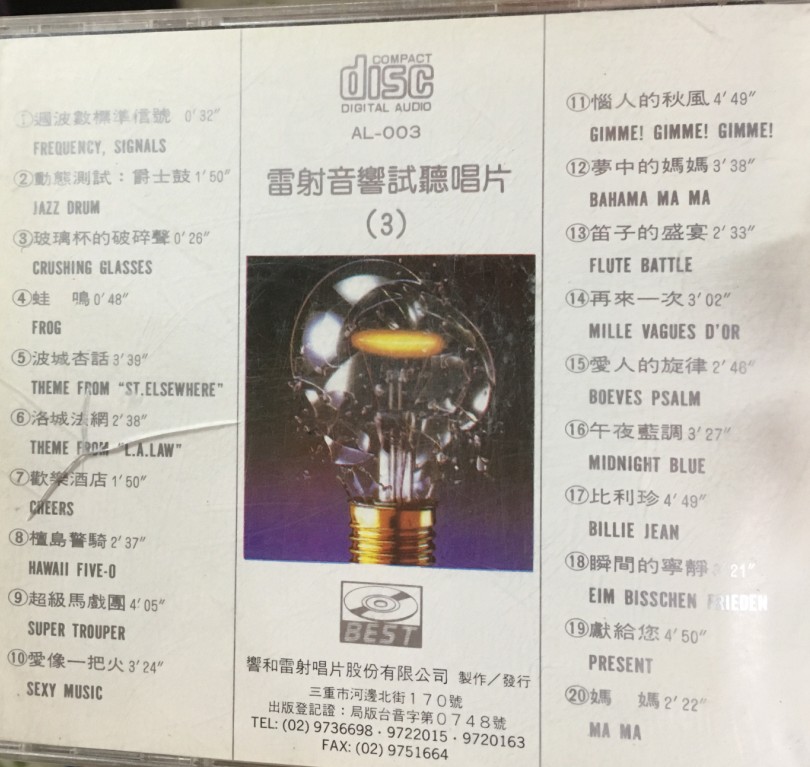 ①週波數標準信號 0'32"
FREQUENCY, SIGNALS
②動態測試：爵士鼓1'50"
JAZZ DRUM
③玻璃杯的破碎聲0'26"
CRUSHING GLASSES
④蛙 鳴0'48"
FROG
⑤波城杏話3'39"
THEME FROM "ST.ELSEWHERE"
⑥洛城法網2'38"
THEME FROM "L.A.LAW"
⑦歡樂酒店1'50"
CHEERS
⑧檀島警騎2'37"
HAWAII FIVE-O
⑨超級馬戲團4'05"
SUPER TROUPER
⑩愛像一把火3'24"
SEXY MUSIC
COMPACT
disc
DIGITAL AUDIO
AL-003
雷射音響試聽唱片
(3)
BEST
響和雷射唱片股份有限公司 製作／發行
三重市河邊北街170號
出版登記證：局版台音字第0748號
TEL: (02) 9736698・9722015・9720163
FAX: (02) 9751664
⑪惱人的秋風4'49"
GIMME! GIMME! GIMME!
⑫夢中的媽媽3'38"
BAHAMA MA MA
⑬笛子的盛宴2'33"
FLUTE BATTLE
⑭再來一次3'02"
MILLE VAGUES D'OR
⑮愛人的旋律2'46"
BOEVES PSALM
⑯午夜藍調3'27"
MIDNIGHT BLUE
⑰比利珍4'49"
BILLIE JEAN
⑱瞬間的寧靜 21"
EIM BISSCHEN FRIEDEN
⑲獻給您4'50"
PRESENT
⑳媽 媽2'22"
MA MA